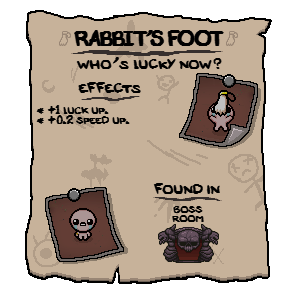 RABBIT'S FOOT
WHO'S LUCKY NOW?
EFFECTS
+1 LUCK UP.
+0.2 SPEED UP.
FOUND IN
BOSS
ROOM